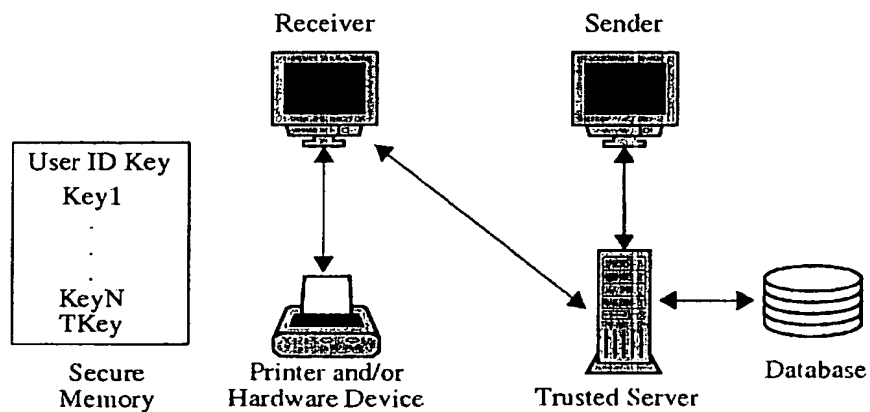 Receiver
Sender
User ID Key
Key1
.
.
.
KeyN
TKey
Secure
Memory
Printer and/or
Hardware Device
Trusted Server
Database